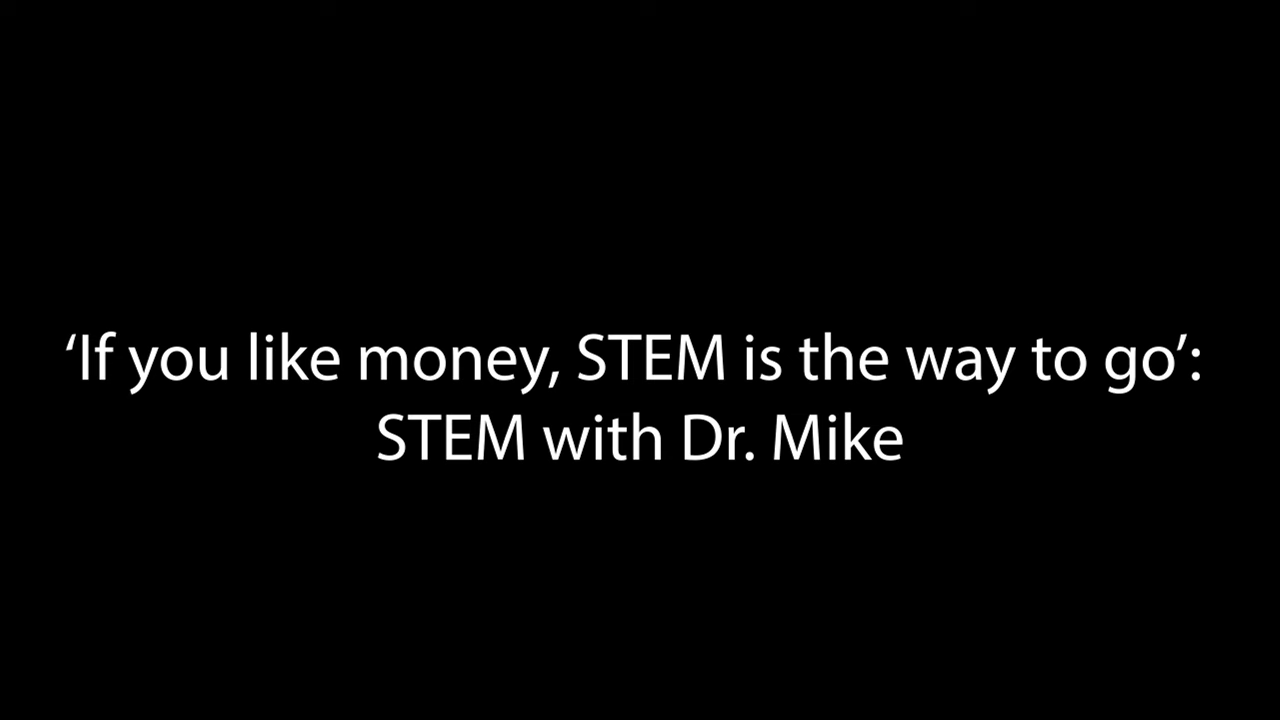 ‘If you like money, STEM is the way to go’:
STEM with Dr. Mike